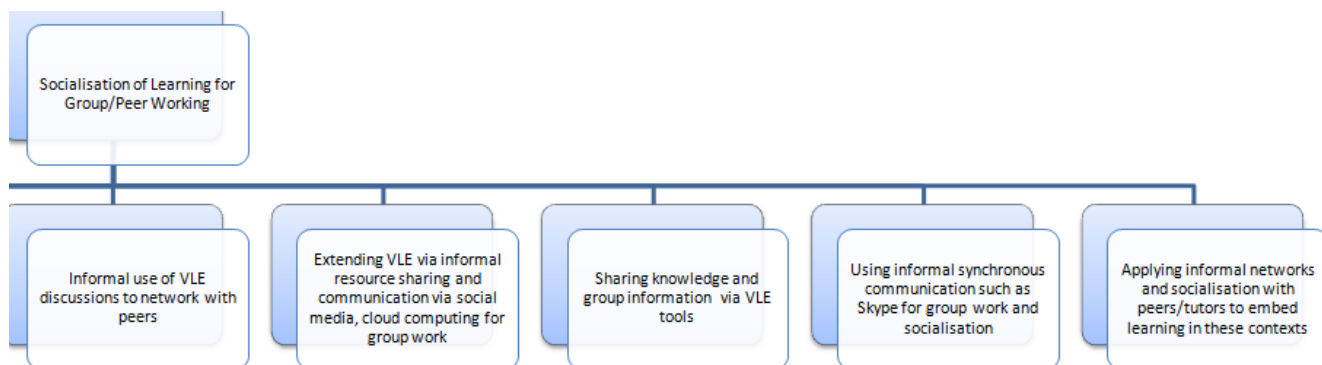 Socialisation of Learning for
Group/Peer Working
Informal use of VLE
discussions to network with
peers
Extending VLE via informal
resource sharing and
communication via social
media, cloud computing for
group work
Sharing knowledge and
group information via VLE
tools
Using informal synchronous
communication such as
Skype for group work and
socialisation
Applying informal networks
and socialisation with
peers/tutors to embed
learning in these contexts